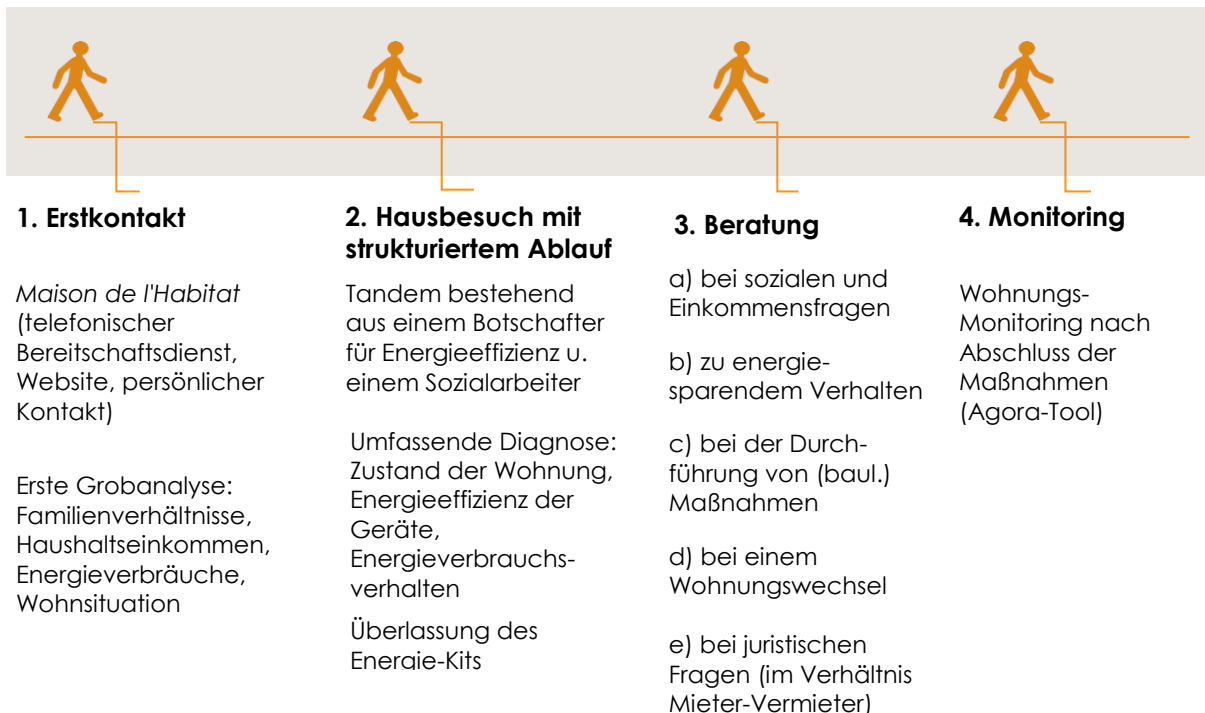 1. Erstkontakt
Maison de l'Habitat
(telefonischer
Bereitschaftsdienst,
Website, persönlicher
Kontakt)
Erste Grobanalyse:
Familienverhältnisse,
Haushaltseinkommen,
Energieverbräuche,
Wohnsituation
2. Hausbesuch mit
strukturiertem Ablauf
Tandem bestehend
aus einem Botschafter
für Energieeffizienz u.
einem Sozialarbeiter
Umfassende Diagnose:
Zustand der Wohnung,
Energieeffizienz der
Geräte,
Energieverbrauchs-
verhalten
Überlassung des
Energie-Kits
3. Beratung
a) bei sozialen und
Einkommensfragen
b) zu energie-
sparendem Verhalten
c) bei der Durch-
führung von (baul.)
Maßnahmen
d) bei einem
Wohnungswechsel
e) bei juristischen
Fragen (im Verhältnis
Mieter-Vermieter)
4. Monitoring
Wohnungs-
Monitoring nach
Abschluss der
Maßnahmen
(Agora-Tool)